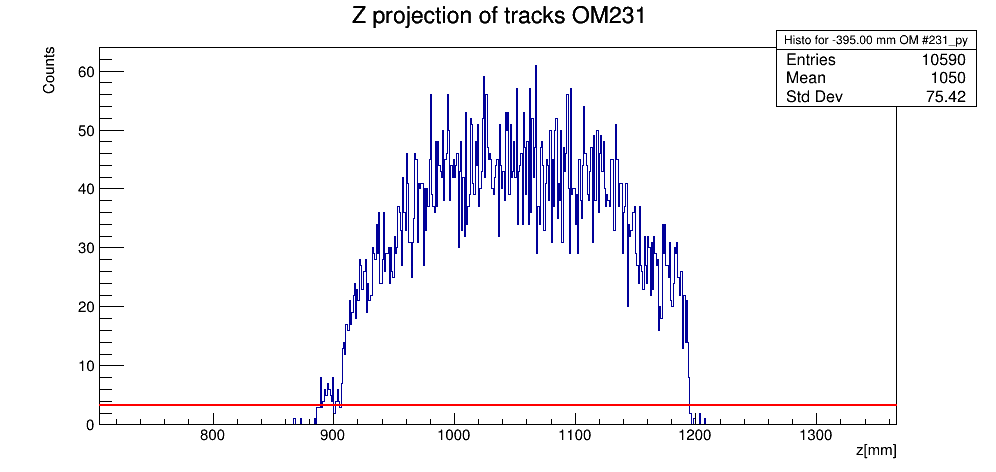 Z projection of tracks OM231
Histo for -395.00 mm OM #231_py
Entries 10590
Mean 1050
Std Dev 75.42
Counts
60
50
40
30
20
10
0
800 900 1000 1100 1200 1300
z[mm]